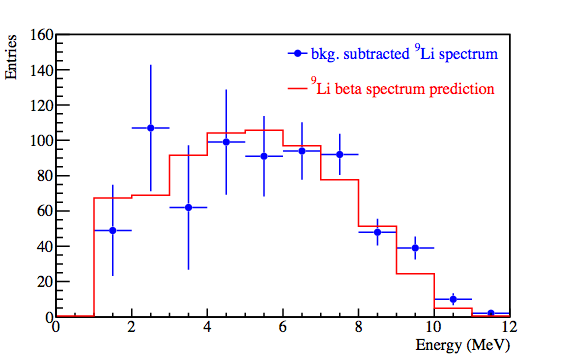 160
bkg. subtracted ⁹Li spectrum
140
⁹Li beta spectrum prediction
120
100
80
60
40
20
0
0 2 4 6 8 10 12
Entries
Energy (MeV)